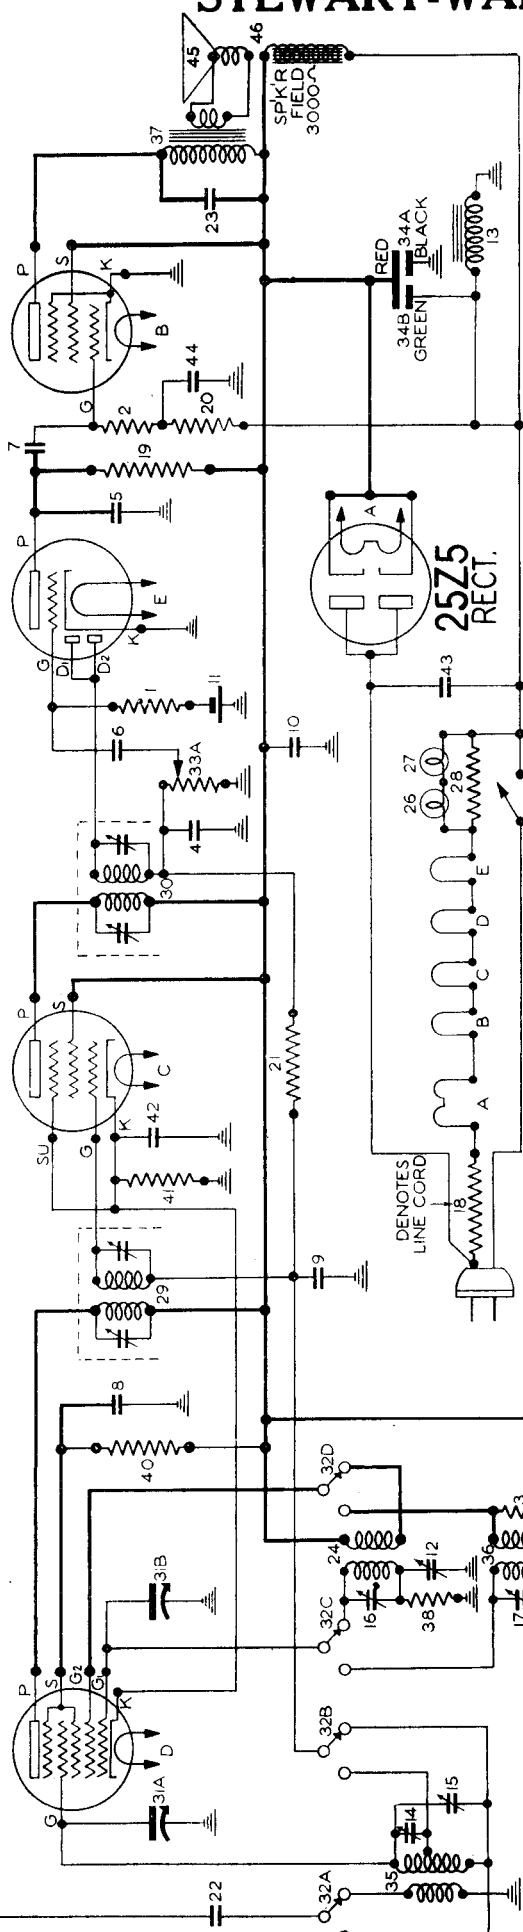 STEWART-WA
45
46
SP'K'R
FIELD
3000
37
23
P
S
K
B
G
RED
34A
BLACK
34B
GREEN
13
44
2
20
7
19
5
P
G
D1
D2
K
E
A
25Z5
RECT.
1
11
6
33A
4
10
43
27
26
28
30
P
S
SU
G
K
C
42
41
21
E
D
C
B
A
DENOTES
LINE CORD
18
29
9
8
40
32D
24
36
12
16
38
32C
17
31B
P
S
G2
G1
K
D
G
31A
32B
14
15
35
22
32A